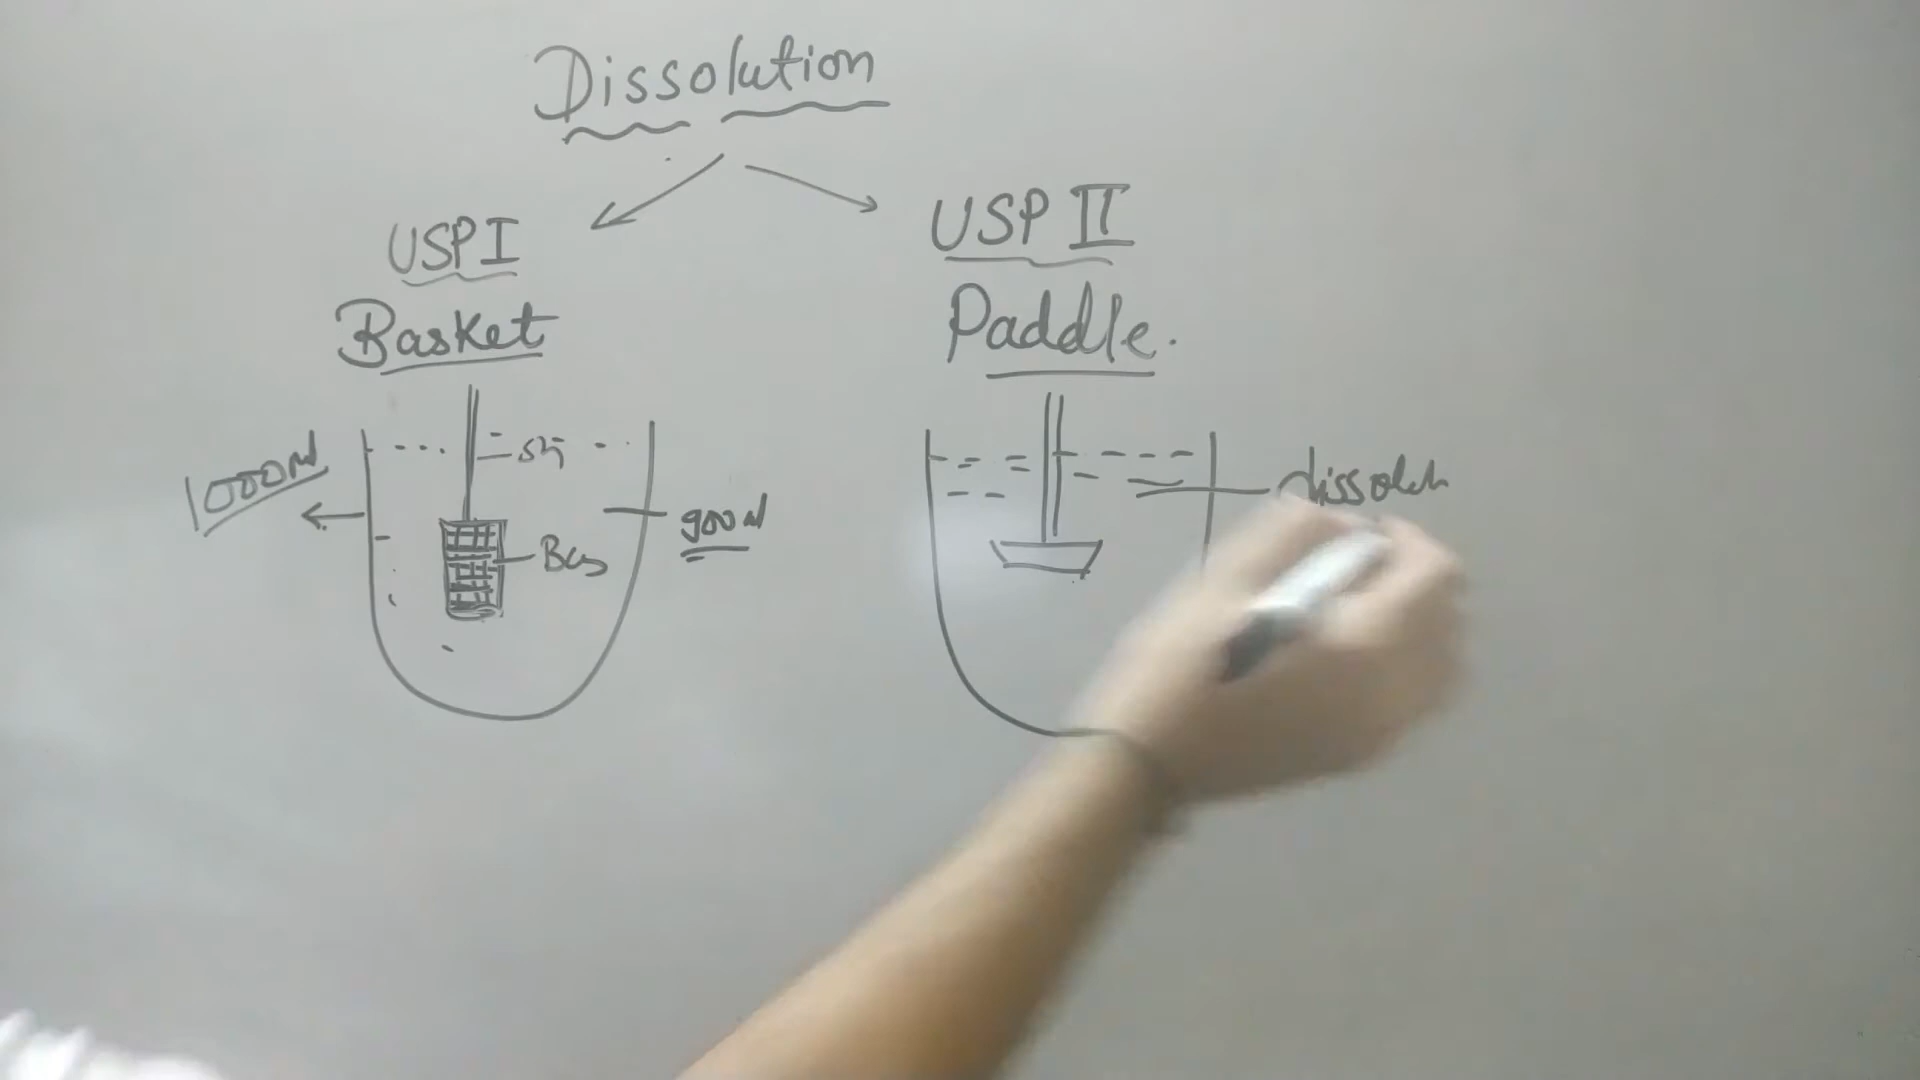 Dissolution
USP I
Basket
1000ml
Bas
900ml
USP II
Paddle.